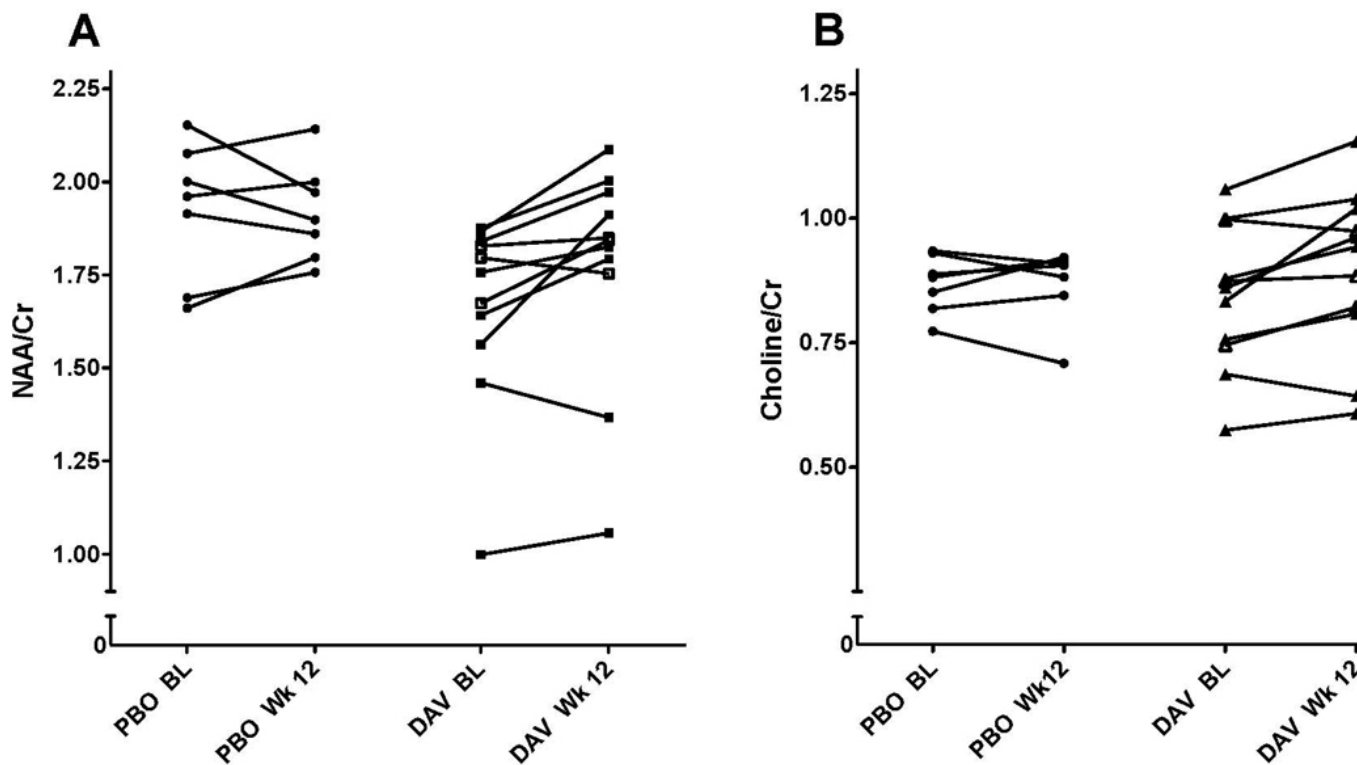 A
NAA/Cr
2.25
2.00
1.75
1.50
1.25
1.00
0
PBO BL
PBO Wk 12
DAV BL
DAV Wk 12
B
Choline/Cr
1.25
1.00
0.75
0.50
0
PBO BL
PBO Wk12
DAV BL
DAV Wk 12